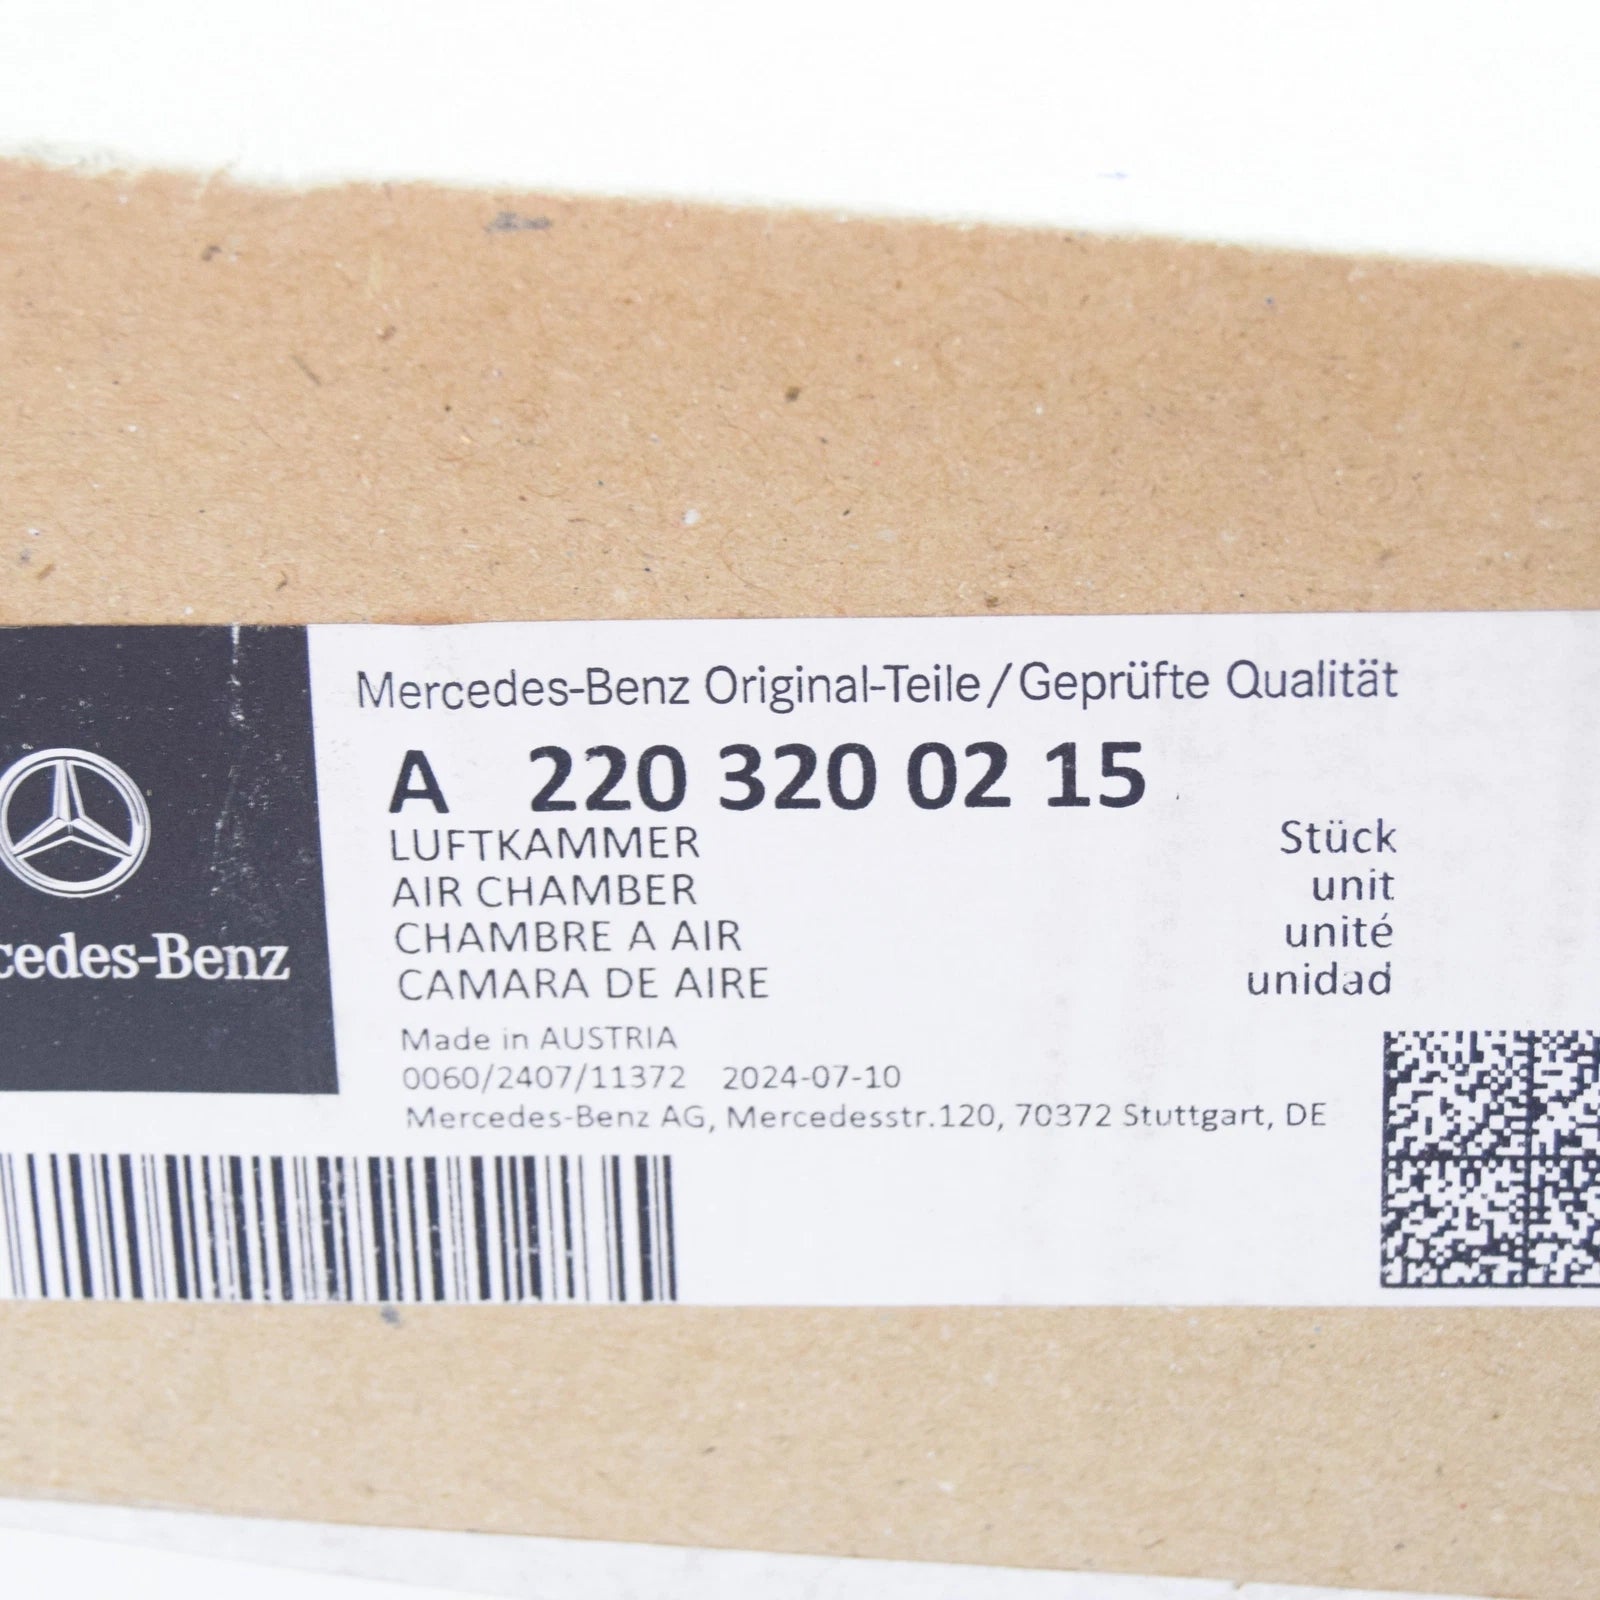 Mercedes-Benz Original-Teile/Geprüfte Qualität
A 220 320 02 15
LUFTKAMMER Stück
AIR CHAMBER unit
CHAMBRE A AIR unité
CAMARA DE AIRE unidad
cedes-Benz
Made in AUSTRIA
0060/2407/11372 2024-07-10
Mercedes-Benz AG, Mercedesstr.120, 70372 Stuttgart, DE